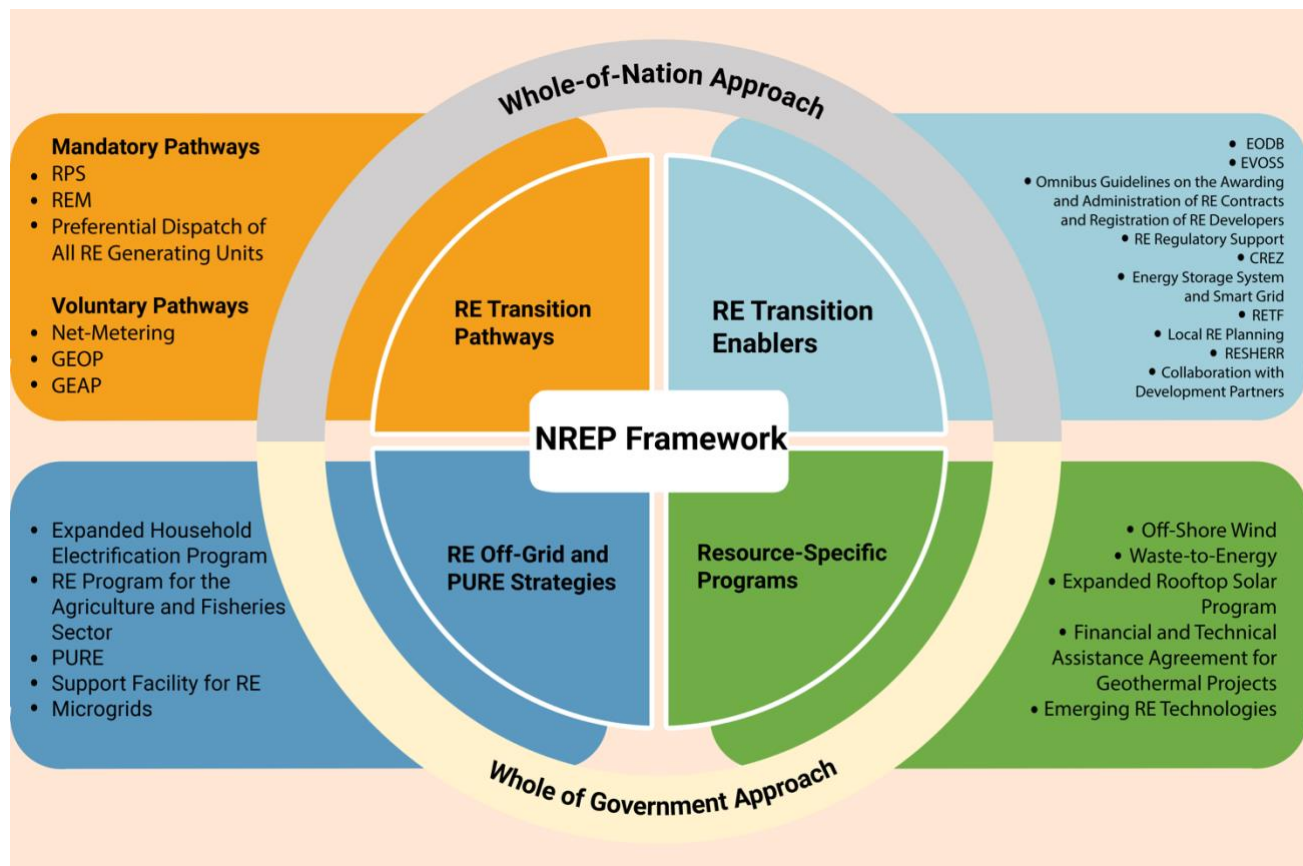 Whole-of-Nation Approach
Mandatory Pathways
• RPS
• REM
• Preferential Dispatch of
All RE Generating Units
Voluntary Pathways
• Net-Metering
• GEOP
• GEAP
RE Transition
Pathways
RE Transition
Enablers
• EODB
• EVOSS
• Omnibus Guidelines on the Awarding
and Administration of RE Contracts
and Registration of RE Developers
• RE Regulatory Support
• CREZ
• Energy Storage System
and Smart Grid
• RETF
• Local RE Planning
• RESHERR
• Collaboration with
Development Partners
NREP Framework
• Expanded Household
Electrification Program
• RE Program for the
Agriculture and Fisheries
Sector
• PURE
• Support Facility for RE
• Microgrids
RE Off-Grid and
PURE Strategies
Resource-Specific
Programs
• Off-Shore Wind
• Waste-to-Energy
• Expanded Rooftop Solar
Program
• Financial and Technical
Assistance Agreement for
Geothermal Projects
• Emerging RE Technologies
Whole of Government Approach